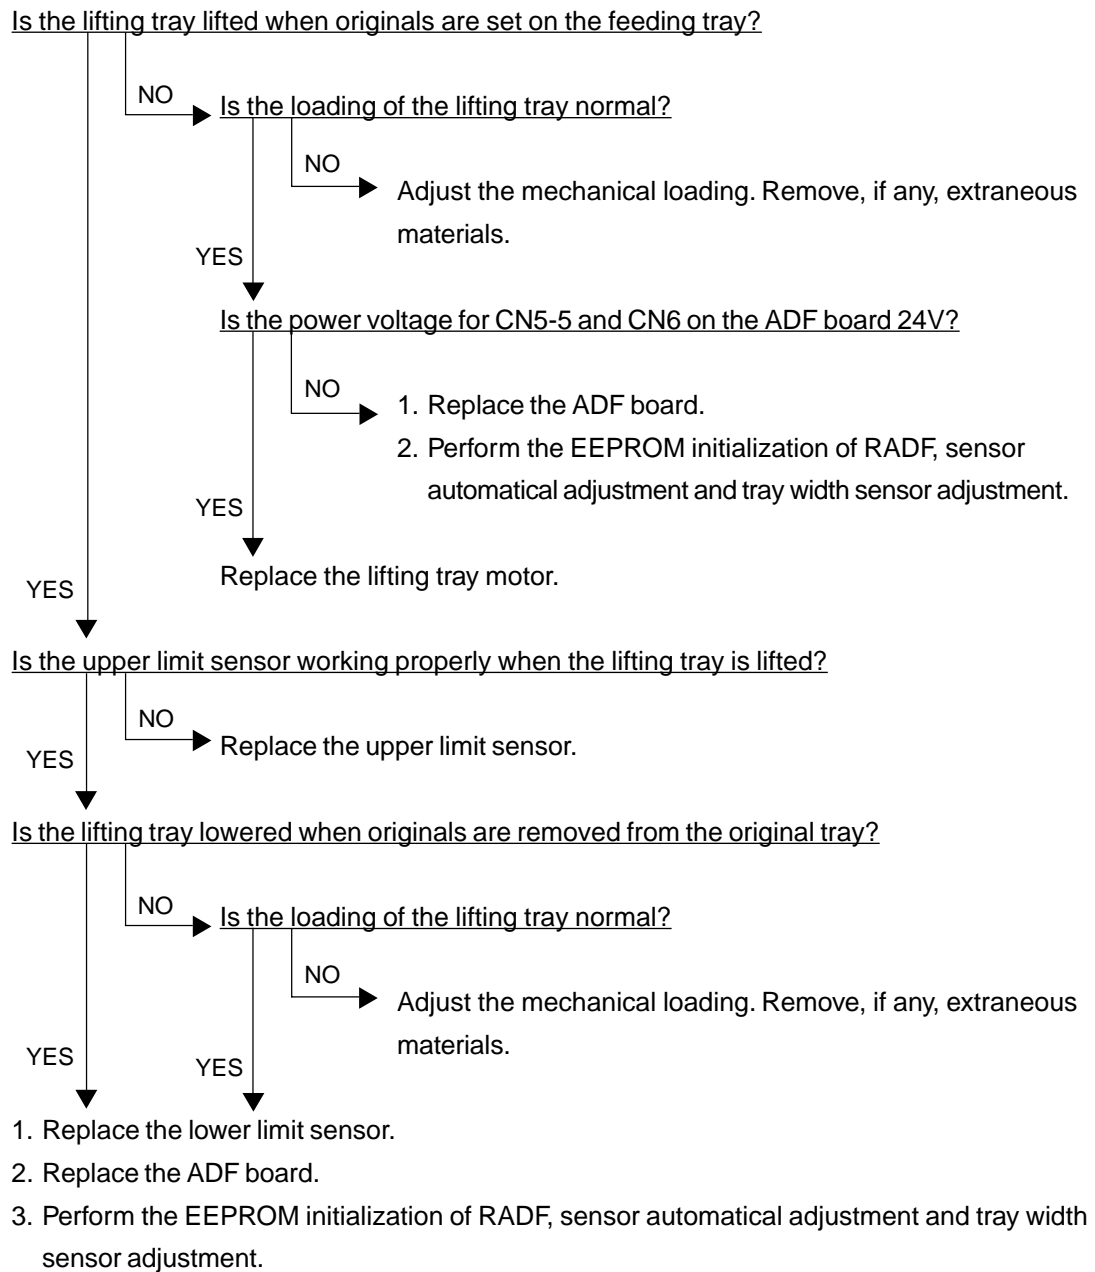 Is the lifting tray lifted when originals are set on the feeding tray?
NO
Is the loading of the lifting tray normal?
NO
Adjust the mechanical loading. Remove, if any, extraneous
materials.
YES
Is the power voltage for CN5-5 and CN6 on the ADF board 24V?
NO
1. Replace the ADF board.
2. Perform the EEPROM initialization of RADF, sensor
automatical adjustment and tray width sensor adjustment.
YES
Replace the lifting tray motor.
YES
Is the upper limit sensor working properly when the lifting tray is lifted?
NO
Replace the upper limit sensor.
YES
Is the lifting tray lowered when originals are removed from the original tray?
NO
Is the loading of the lifting tray normal?
NO
Adjust the mechanical loading. Remove, if any, extraneous
materials.
YES
YES
1. Replace the lower limit sensor.
2. Replace the ADF board.
3. Perform the EEPROM initialization of RADF, sensor automatical adjustment and tray width
sensor adjustment.